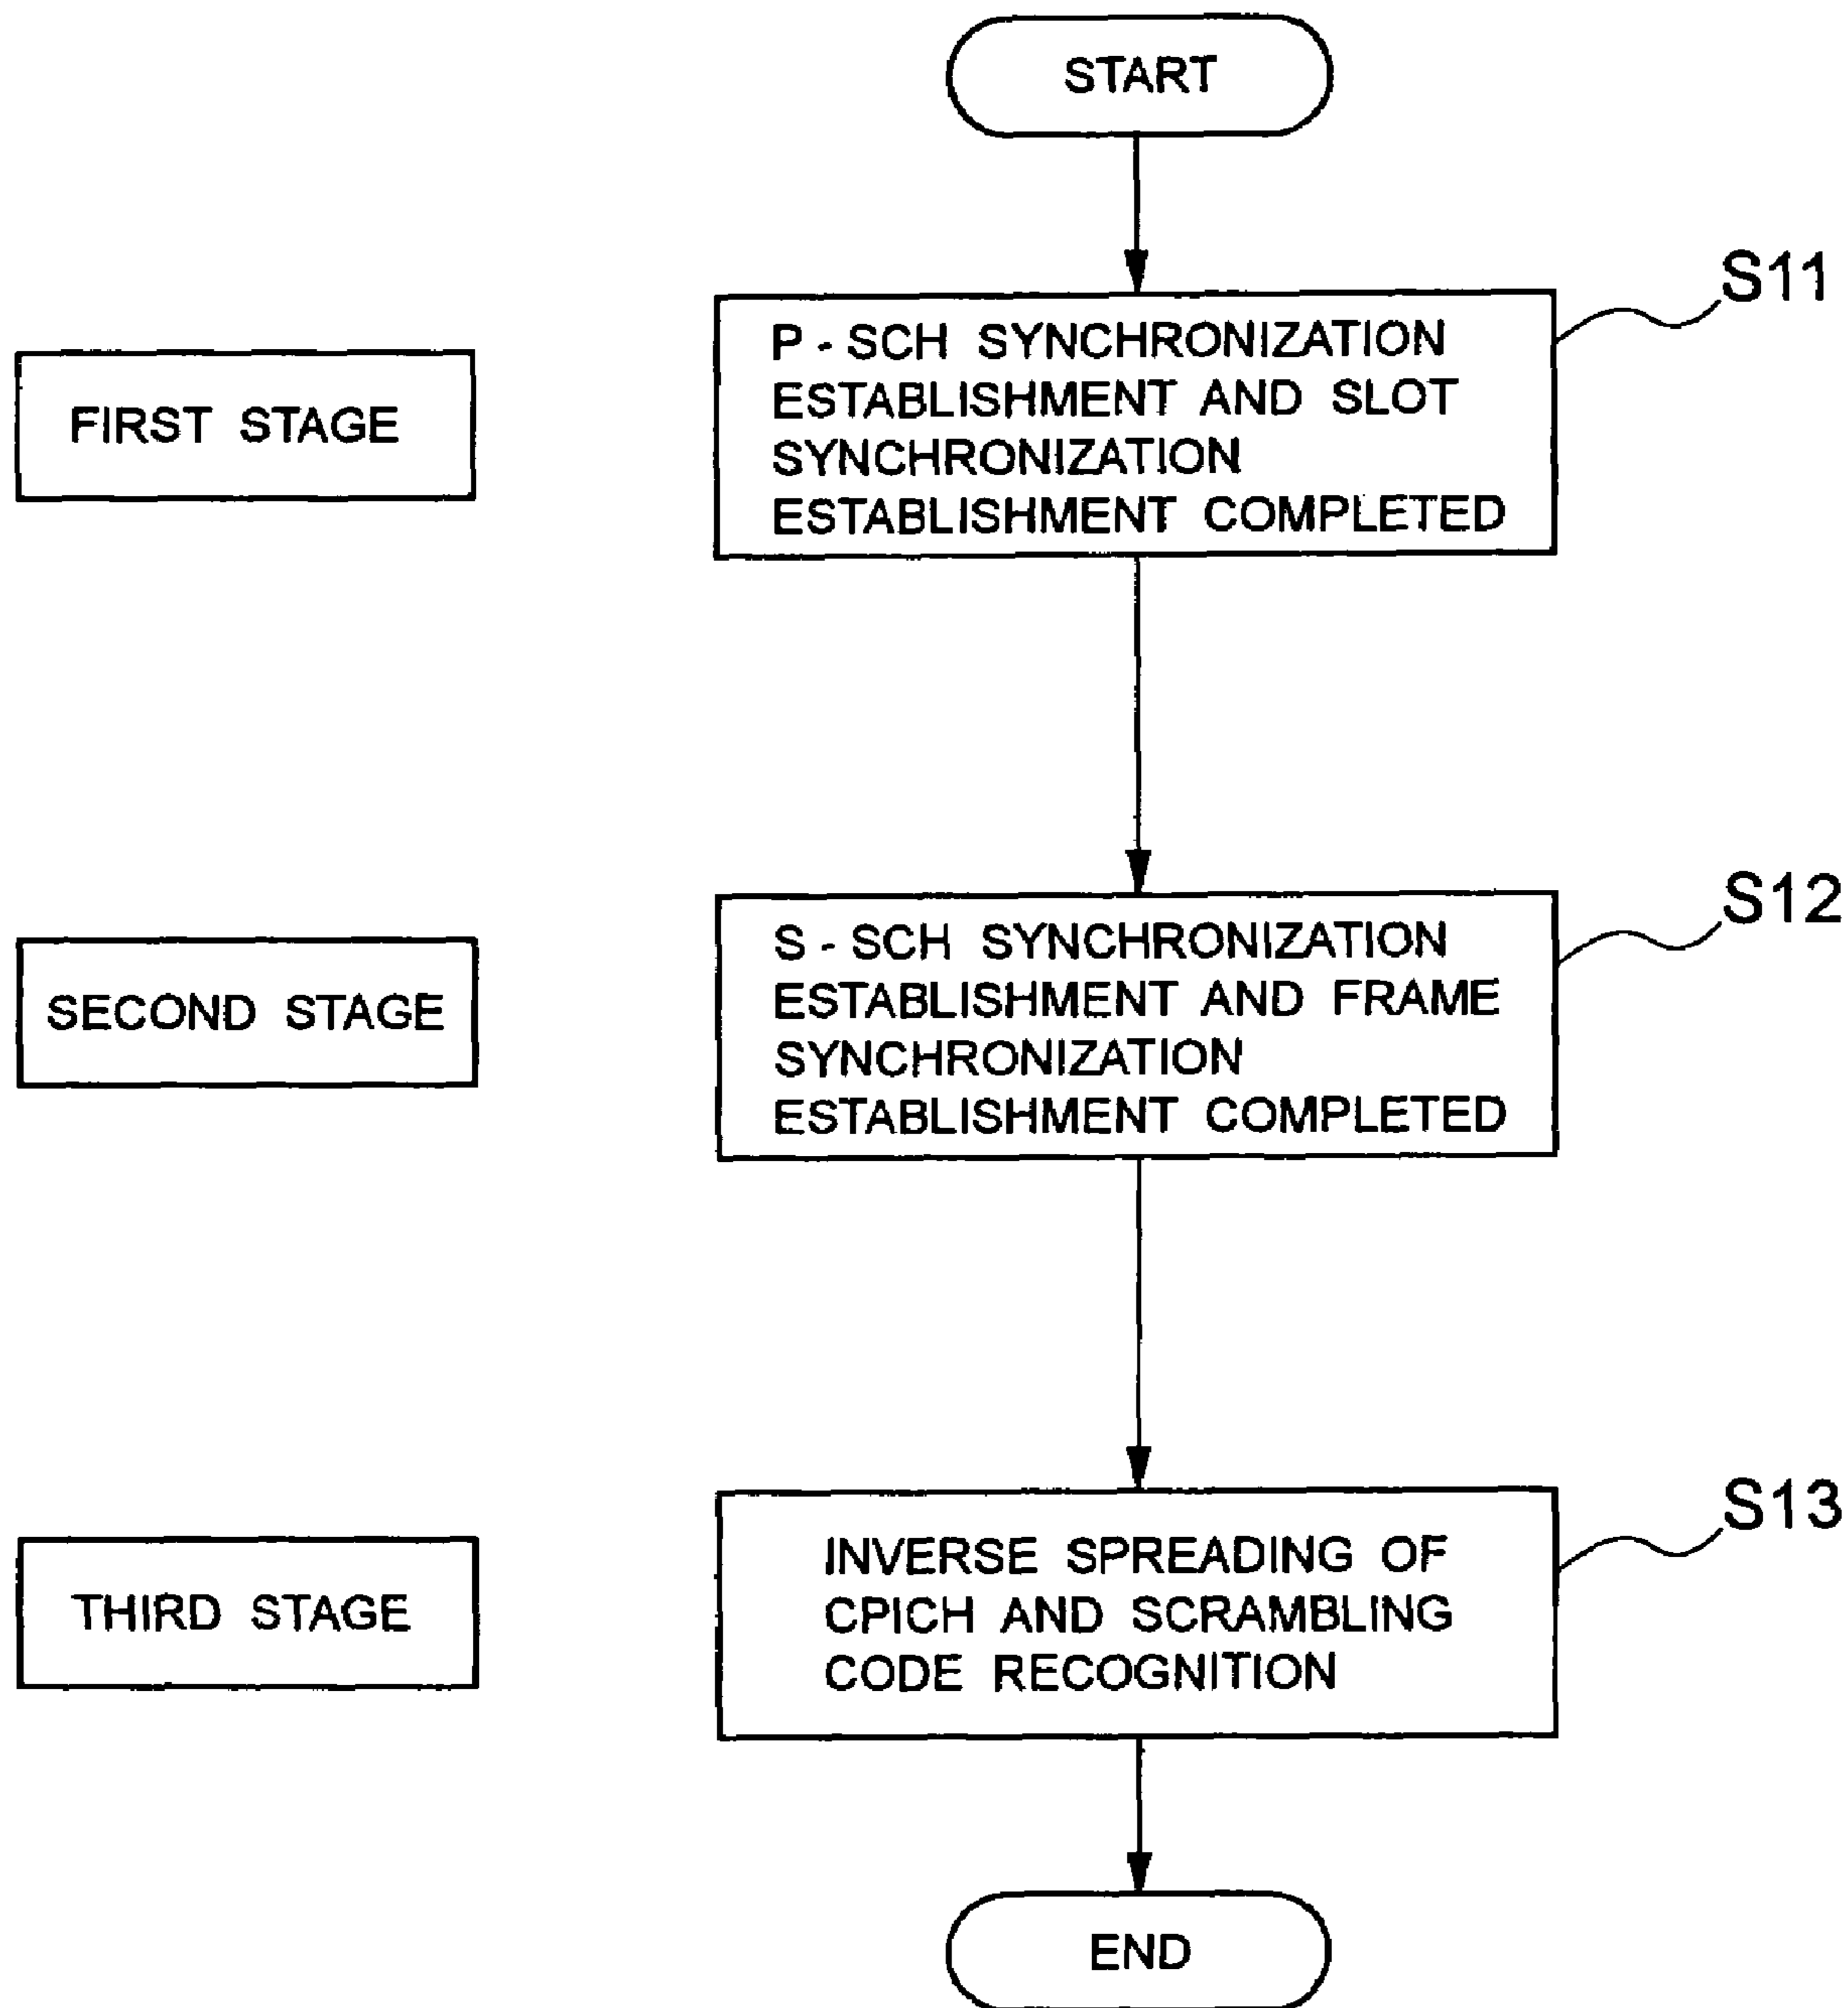 START
S11
FIRST STAGE
P - SCH SYNCHRONIZATION
ESTABLISHMENT AND SLOT
SYNCHRONIZATION
ESTABLISHMENT COMPLETED
S12
SECOND STAGE
S - SCH SYNCHRONIZATION
ESTABLISHMENT AND FRAME
SYNCHRONIZATION
ESTABLISHMENT COMPLETED
S13
THIRD STAGE
INVERSE SPREADING OF
CPICH AND SCRAMBLING
CODE RECOGNITION
END